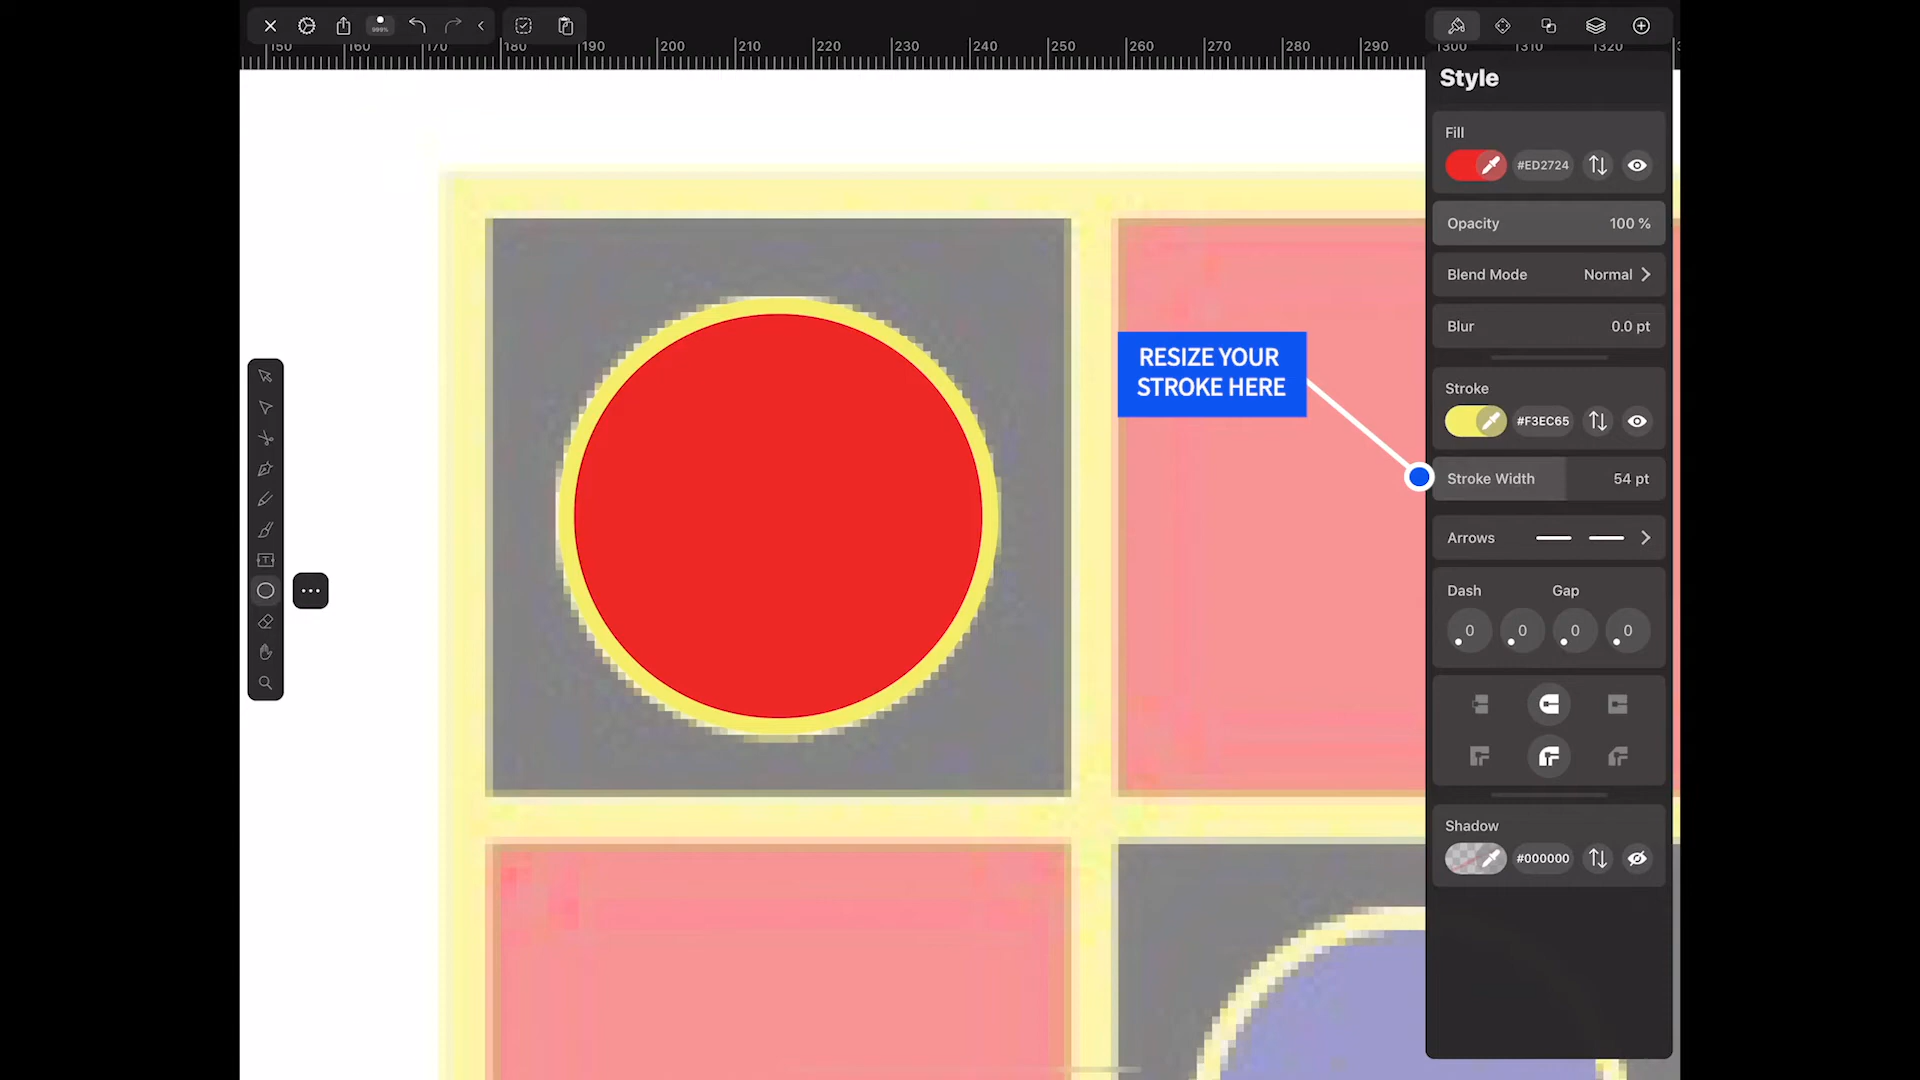 999%
150 160 170 180 190 200 210 220 230 240 250 260 270 280 290 300 310 320
Style
Fill
#ED2724
Opacity 100 %
Blend Mode Normal
Blur 0.0 pt
RESIZE YOUR
STROKE HERE
Stroke
#F3EC65
Stroke Width 54 pt
Arrows
Dash Gap
0 0 0 0
Shadow
#000000